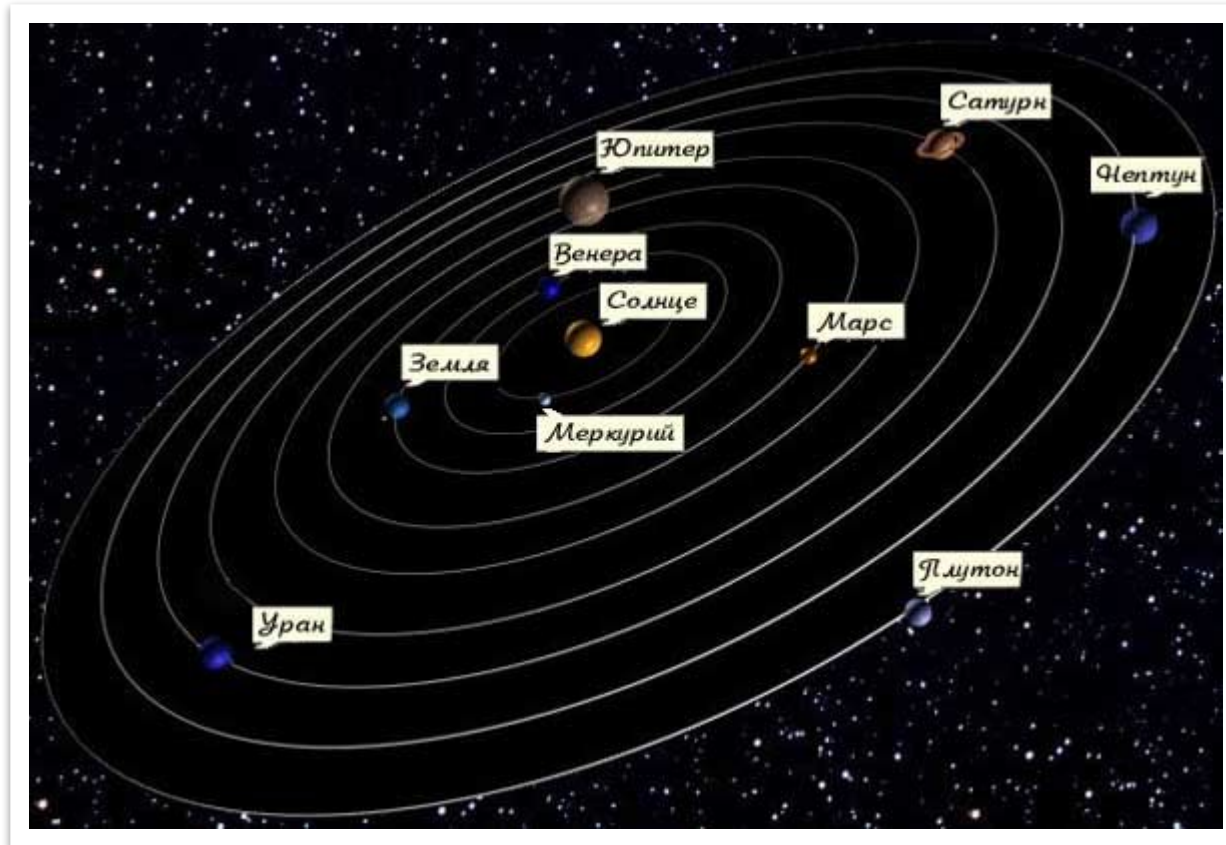 Сатурн
Юпитер
Нептун
Венера
Солнце
Марс
Земля
Меркурий
Плутон
Уран